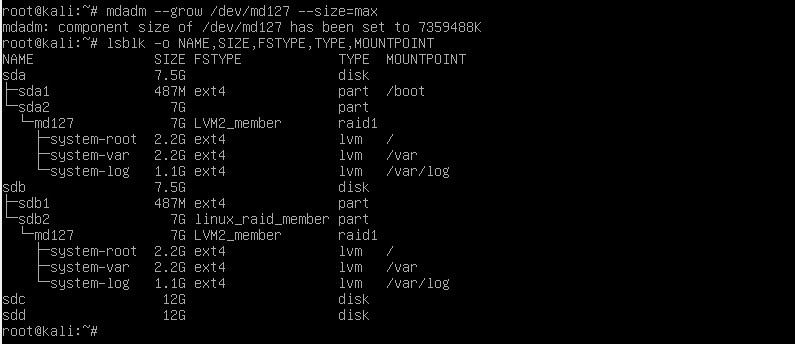 root@kali:~# mdadm --grow /dev/md127 --size=max
mdadm: component size of /dev/md127 has been set to 7359488K
root@kali:~# lsblk -o NAME,SIZE,FSTYPE,TYPE,MOUNTPOINT
NAME                SIZE FSTYPE            TYPE  MOUNTPOINT
sda                 7.5G                   disk
├─sda1              487M ext4              part  /boot
└─sda2                7G                   part
  └─md127             7G LVM2_member       raid1
    ├─system-root   2.2G ext4              lvm   /
    ├─system-var    2.2G ext4              lvm   /var
    └─system-log    1.1G ext4              lvm   /var/log
sdb                 7.5G                   disk
├─sdb1              487M ext4              part
└─sdb2                7G linux_raid_member part
  └─md127             7G LVM2_member       raid1
    ├─system-root   2.2G ext4              lvm   /
    ├─system-var    2.2G ext4              lvm   /var
    └─system-log    1.1G ext4              lvm   /var/log
sdc                  12G                   disk
sdd                  12G                   disk
root@kali:~#